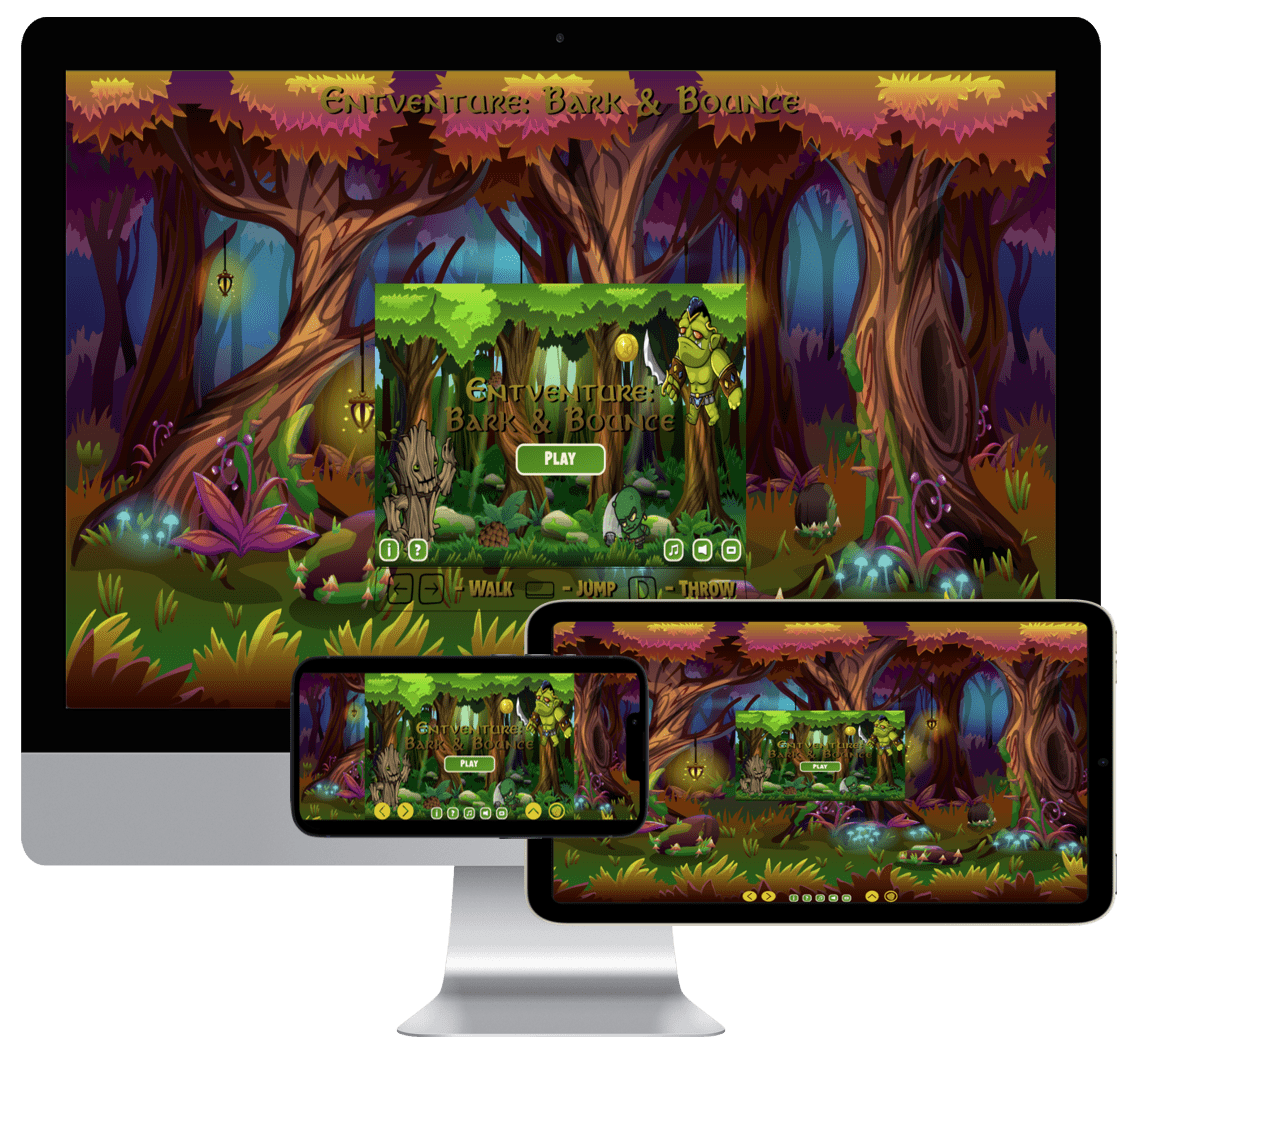 Entventure: Bark & Bounce
Entventure:
Bark & Bounce
Play
i ?
← → - Walk - Jump D - Throw
Entventure:
Bark & Bounce
Play
i ?
Entventure:
Bark & Bounce
Play
i ?